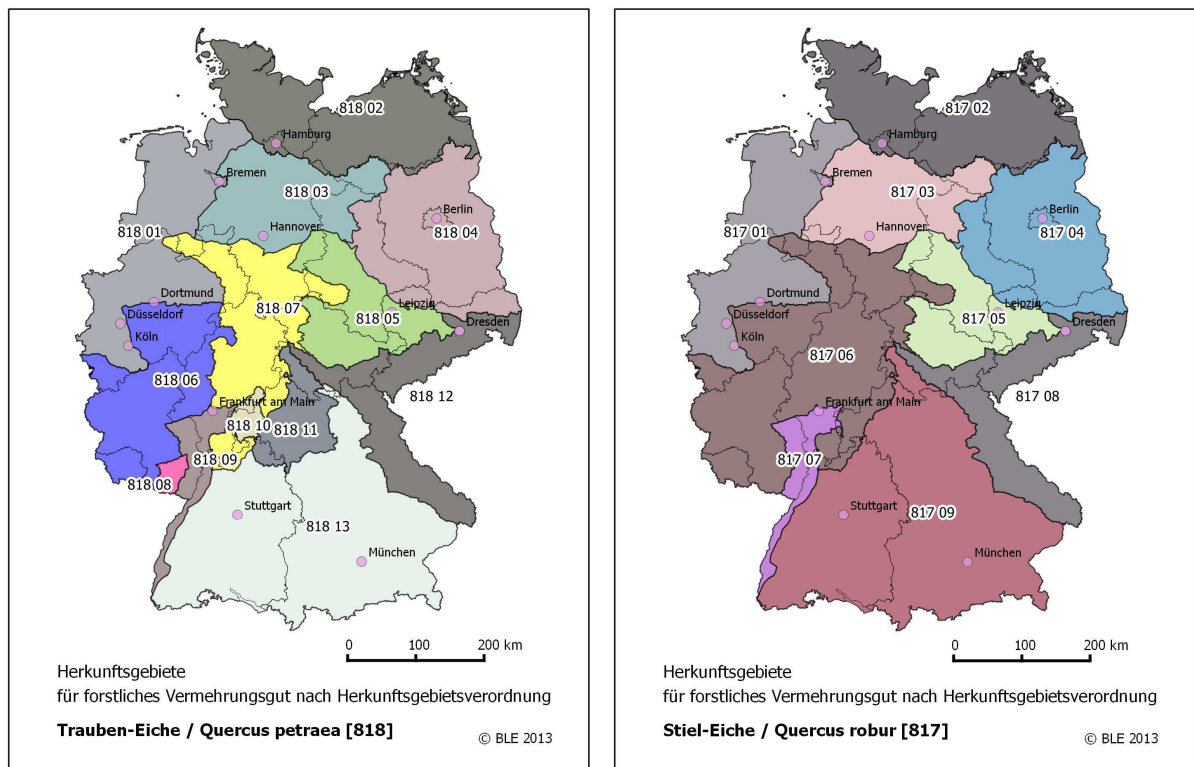 818 02
Hamburg
Bremen
818 03
Berlin
818 04
818 01
Hannover
Dortmund
818 07
Leipzig
818 05
Düsseldorf
Dresden
Köln
818 06
818 12
Frankfurt am Main
818 10
818 11
818 09
818 08
Stuttgart
818 13
München
0 100 200 km
Herkunftsgebiete
für forstliches Vermehrungsgut nach Herkunftsgebietsverordnung
Trauben-Eiche / Quercus petraea [818]
© BLE 2013
817 02
Hamburg
Bremen
817 03
Berlin
817 04
817 01
Hannover
Dortmund
Leipzig
817 05
Düsseldorf
Dresden
Köln
817 06
817 08
Frankfurt am Main
817 07
Stuttgart
817 09
München
0 100 200 km
Herkunftsgebiete
für forstliches Vermehrungsgut nach Herkunftsgebietsverordnung
Stiel-Eiche / Quercus robur [817]
© BLE 2013